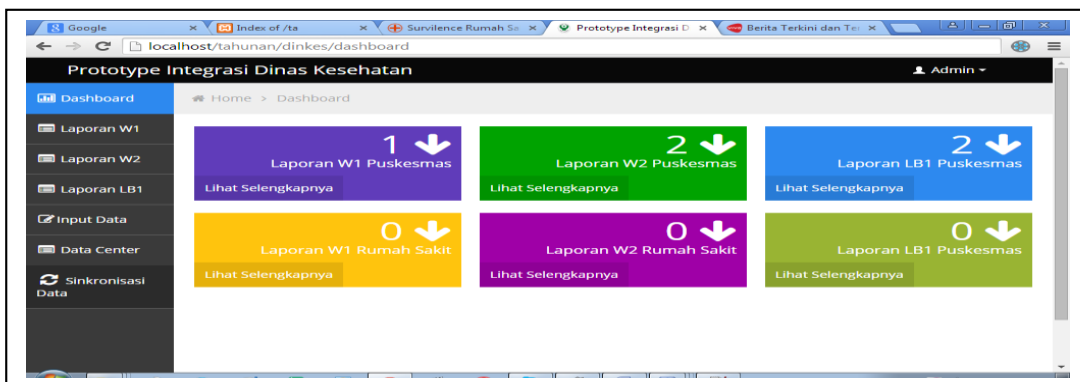 Google
Index of /ta
Survilence Rumah Sa
Prototype Integrasi D
Berita Terkini dan Ter
localhost/tahunan/dinkes/dashboard
Prototype Integrasi Dinas Kesehatan
Admin
Dashboard
Home > Dashboard
Laporan W1
Laporan W2
Laporan LB1
Input Data
Data Center
Sinkronisasi
Data
1
Laporan W1 Puskesmas
Lihat Selengkapnya
2
Laporan W2 Puskesmas
Lihat Selengkapnya
2
Laporan LB1 Puskesmas
Lihat Selengkapnya
0
Laporan W1 Rumah Sakit
Lihat Selengkapnya
0
Laporan W2 Rumah Sakit
Lihat Selengkapnya
0
Laporan LB1 Puskesmas
Lihat Selengkapnya